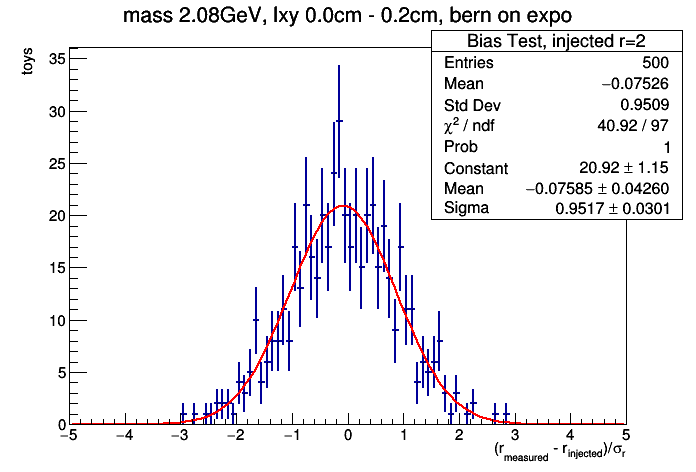 mass 2.08GeV, lxy 0.0cm - 0.2cm, bern on expo
toys
Bias Test, injected r=2
Entries 500
Mean −0.07526
Std Dev 0.9509
χ² / ndf 40.92 / 97
Prob 1
Constant 20.92 ± 1.15
Mean −0.07585 ± 0.04260
Sigma 0.9517 ± 0.0301
35
30
25
20
15
10
5
0
−5 −4 −3 −2 −1 0 1 2 3 4 5
(r_measured - r_injected)/σ_r